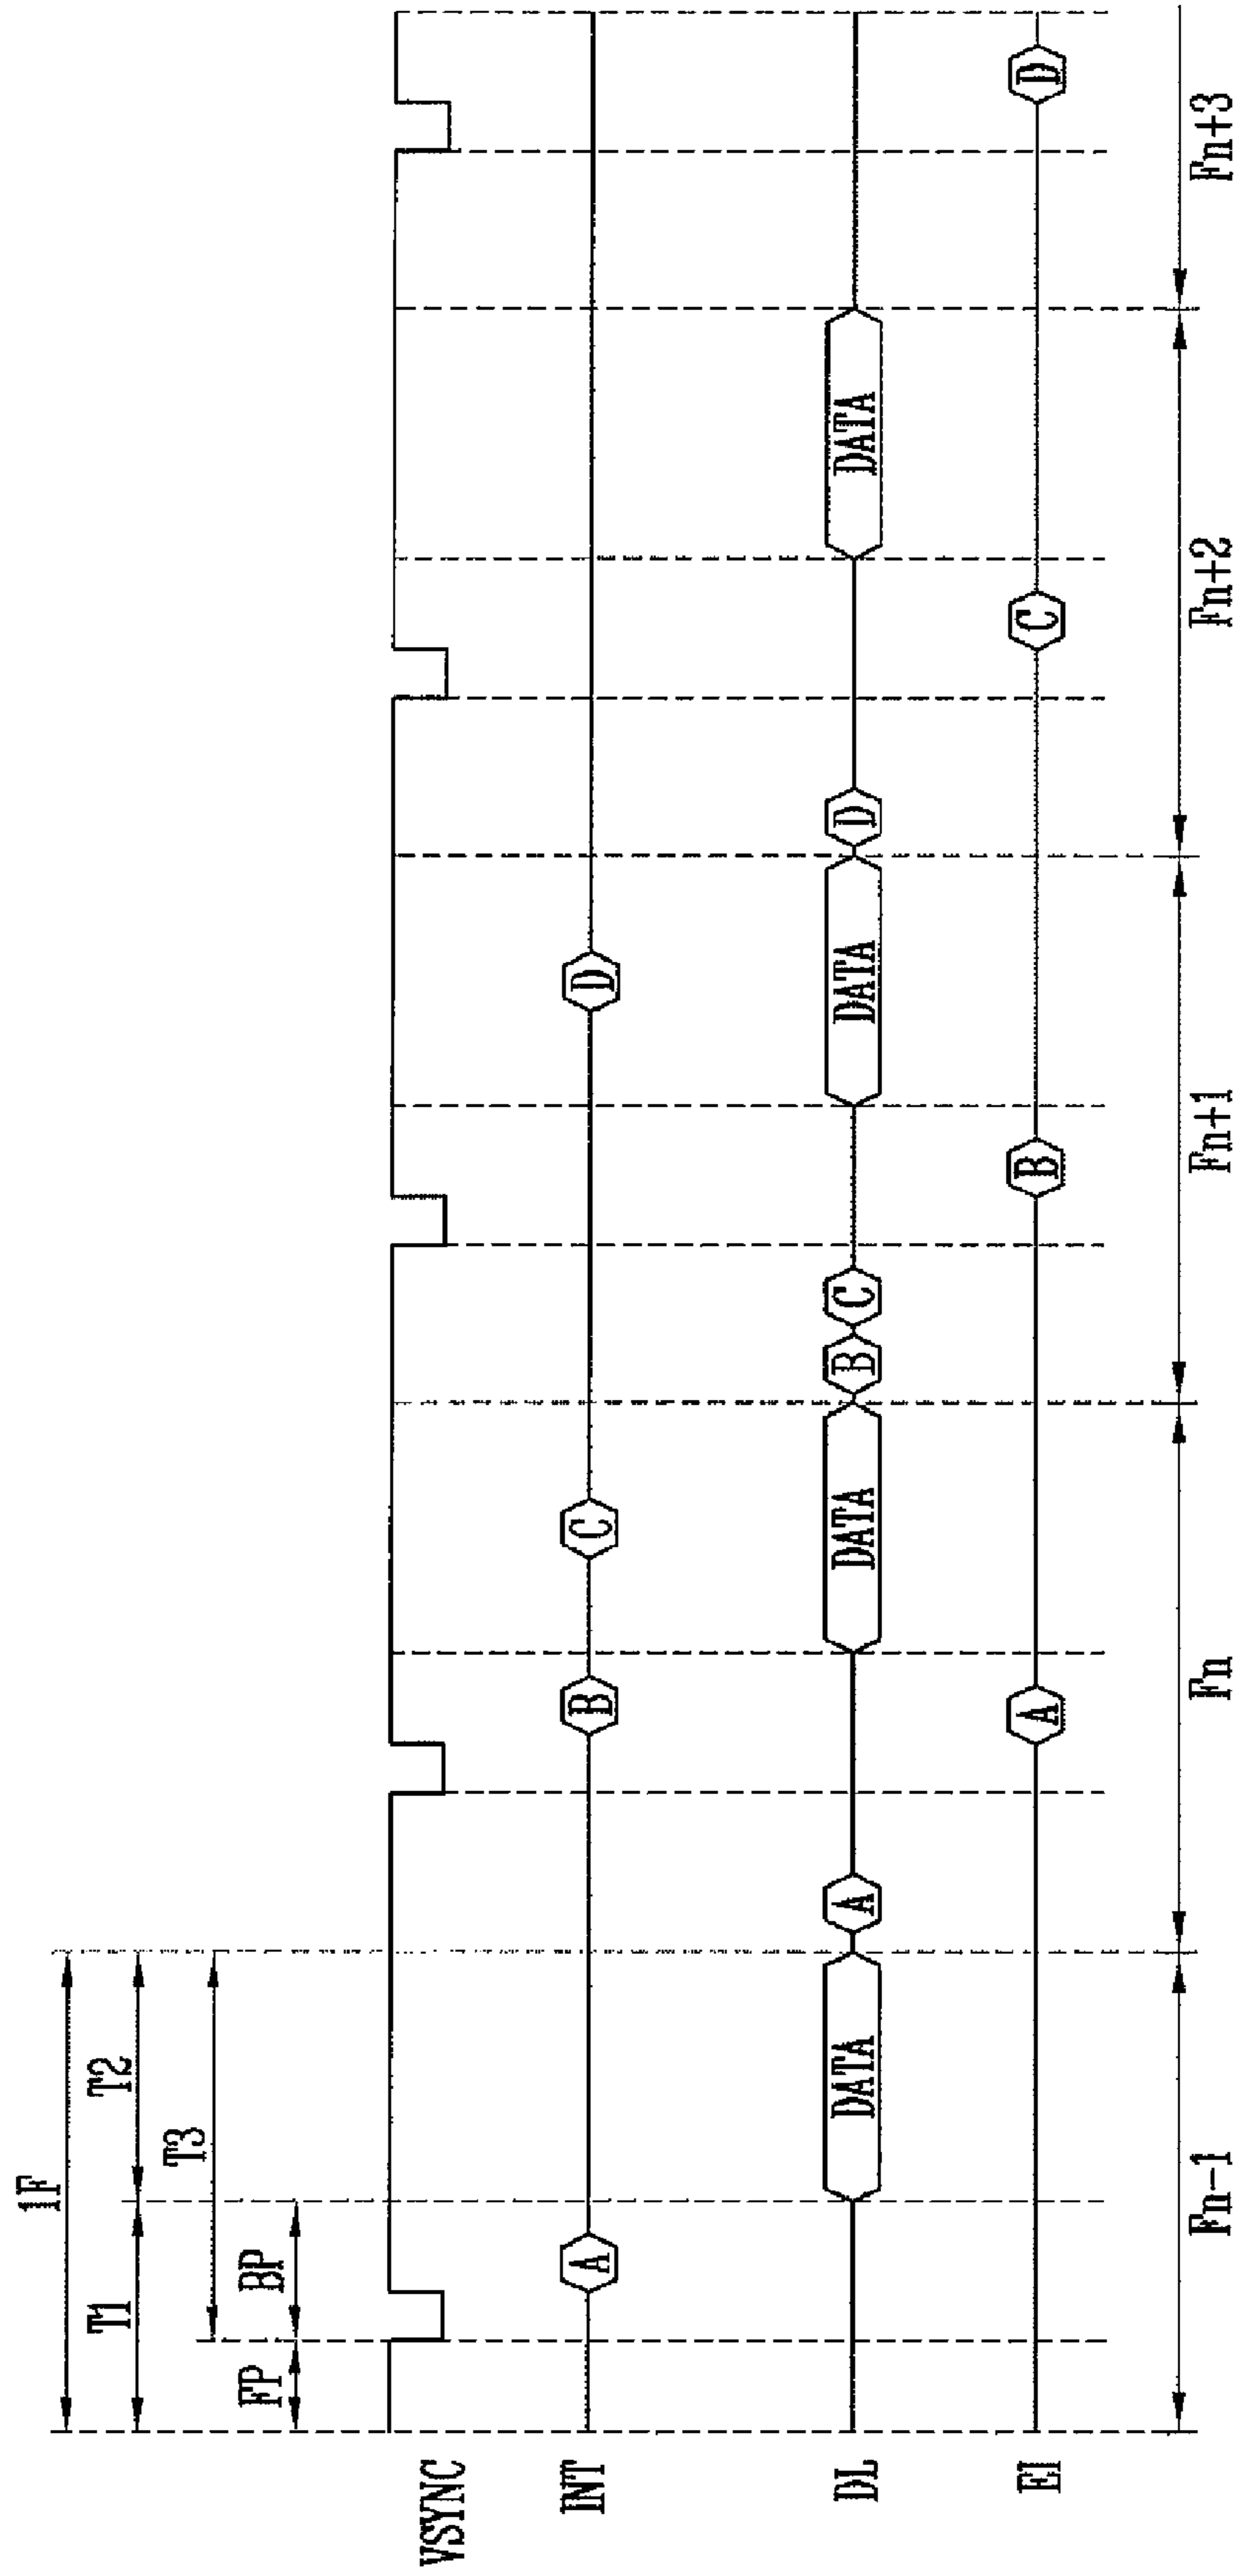 1F
T1 T2
T3
FP BP
VSYNC
INT A B C D
DL DATA A DATA B C DATA D DATA
EI A B C D
Fn-1 Fn Fn+1 Fn+2 Fn+3